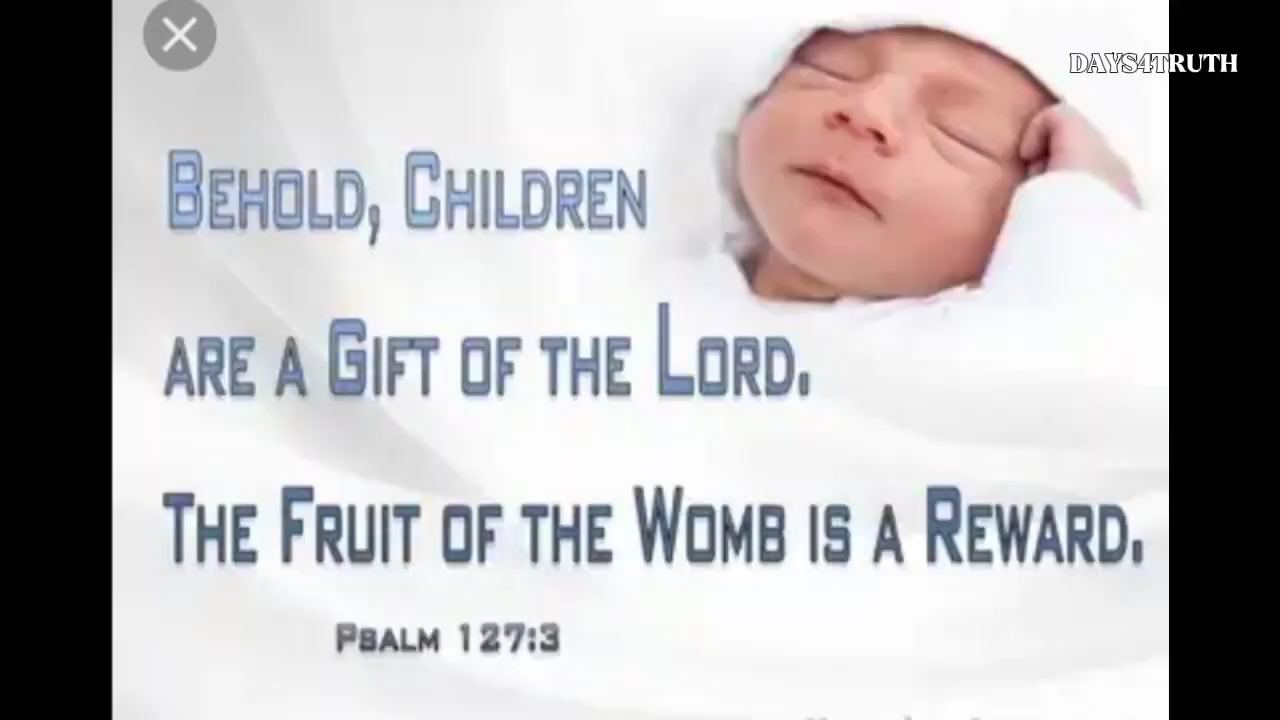 DAYS4TRUTH
Behold, Children
are a Gift of the Lord.
The Fruit of the Womb is a Reward.
Psalm 127:3